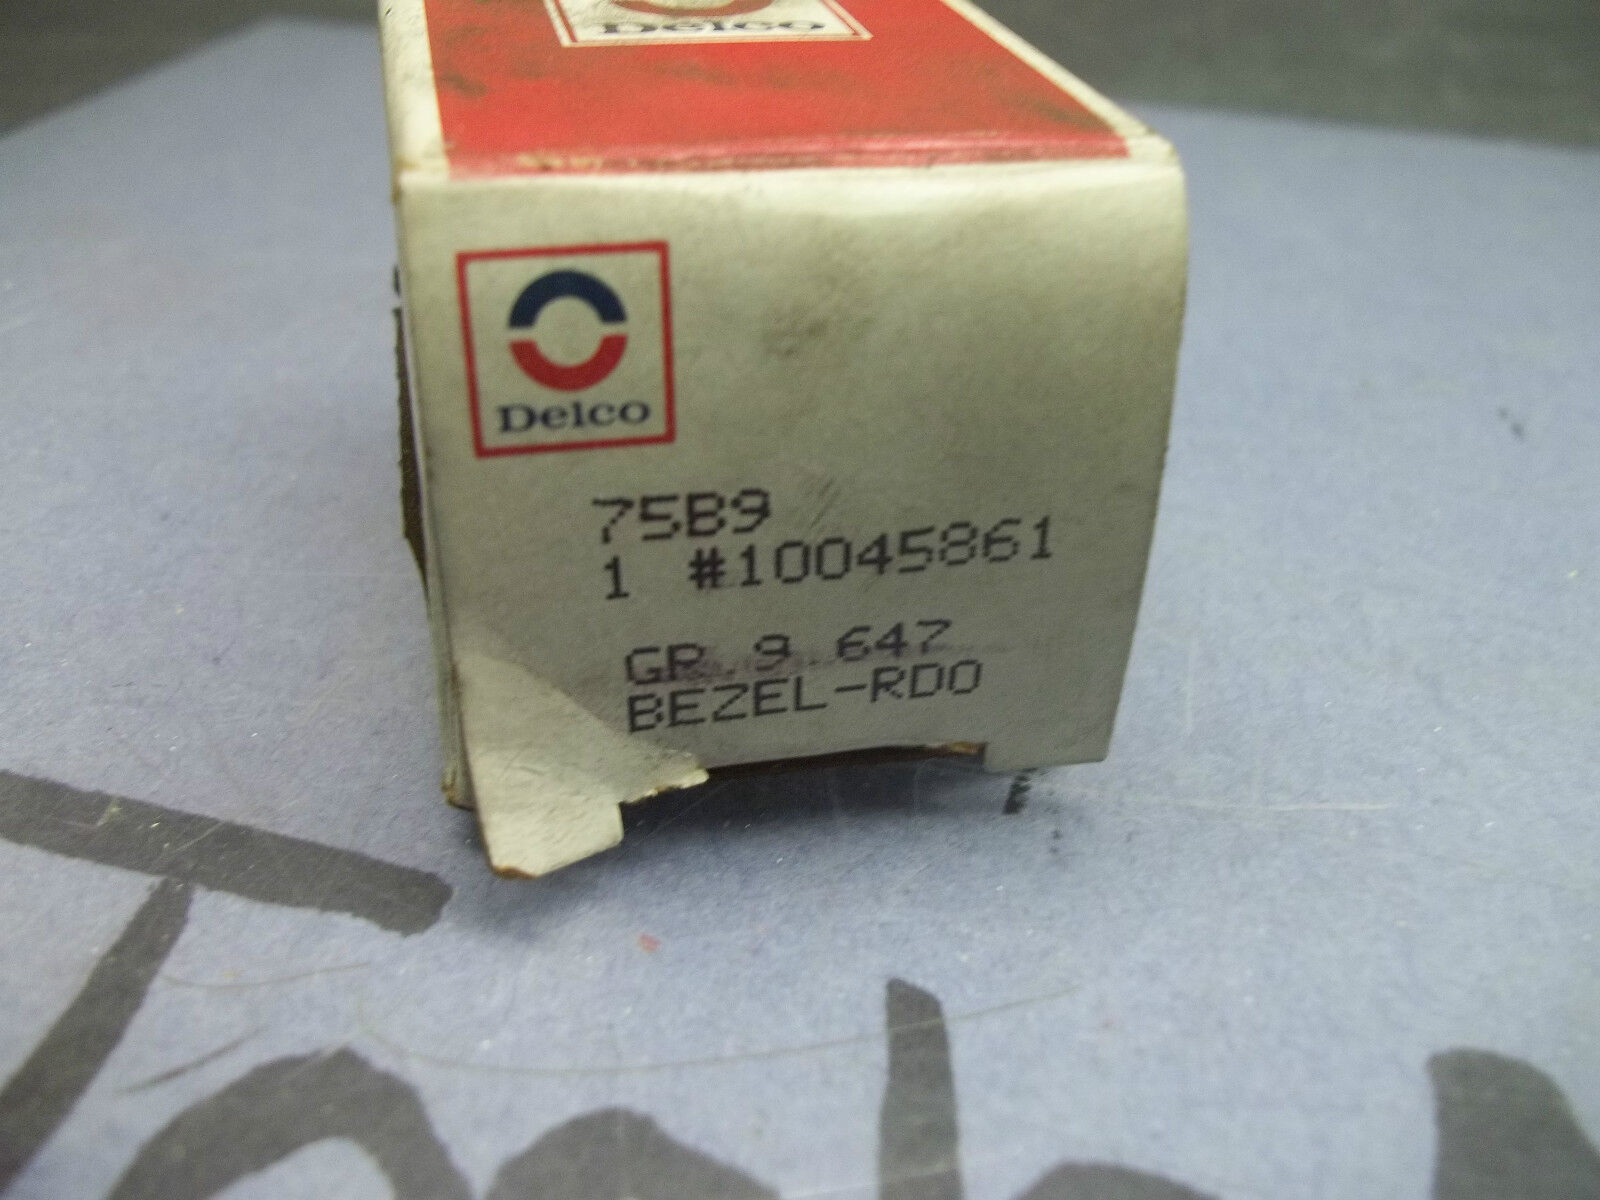 Delco
Delco
75B9
1 #10045861
GR. 9.647
BEZEL-RDO